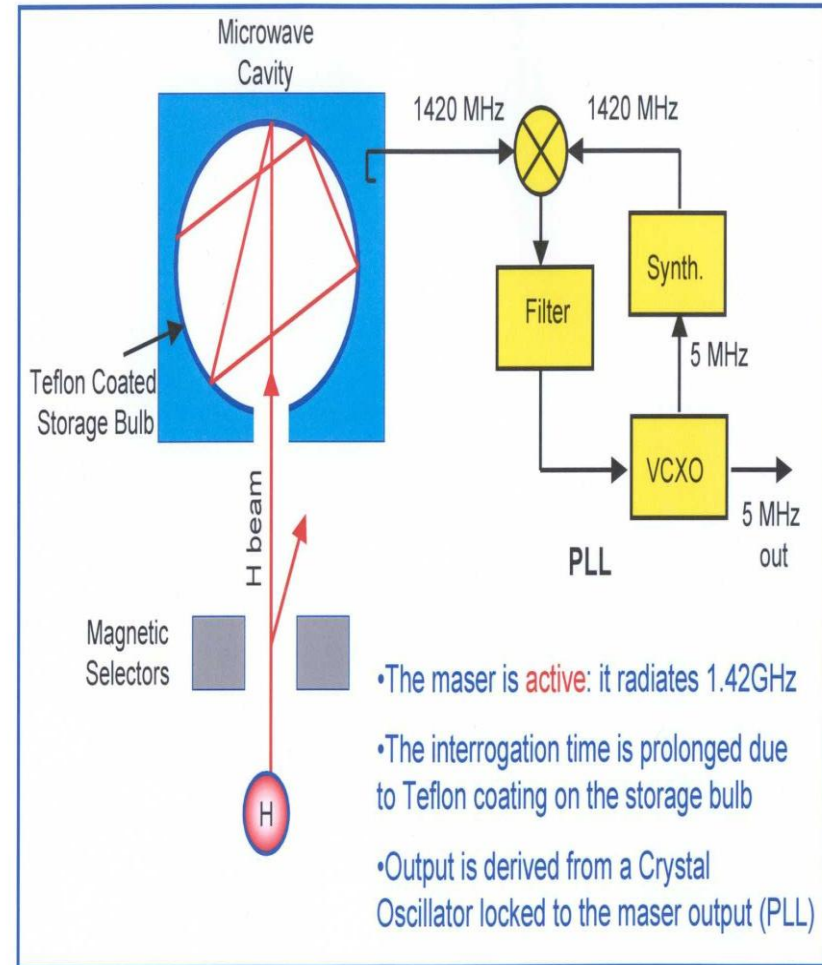 Microwave
Cavity
1420 MHz
1420 MHz
Synth.
Filter
5 MHz
Teflon Coated
Storage Bulb
VCXO
5 MHz
out
PLL
H beam
Magnetic
Selectors
H
•The maser is active: it radiates 1.42GHz
•The interrogation time is prolonged due
to Teflon coating on the storage bulb
•Output is derived from a Crystal
Oscillator locked to the maser output (PLL)